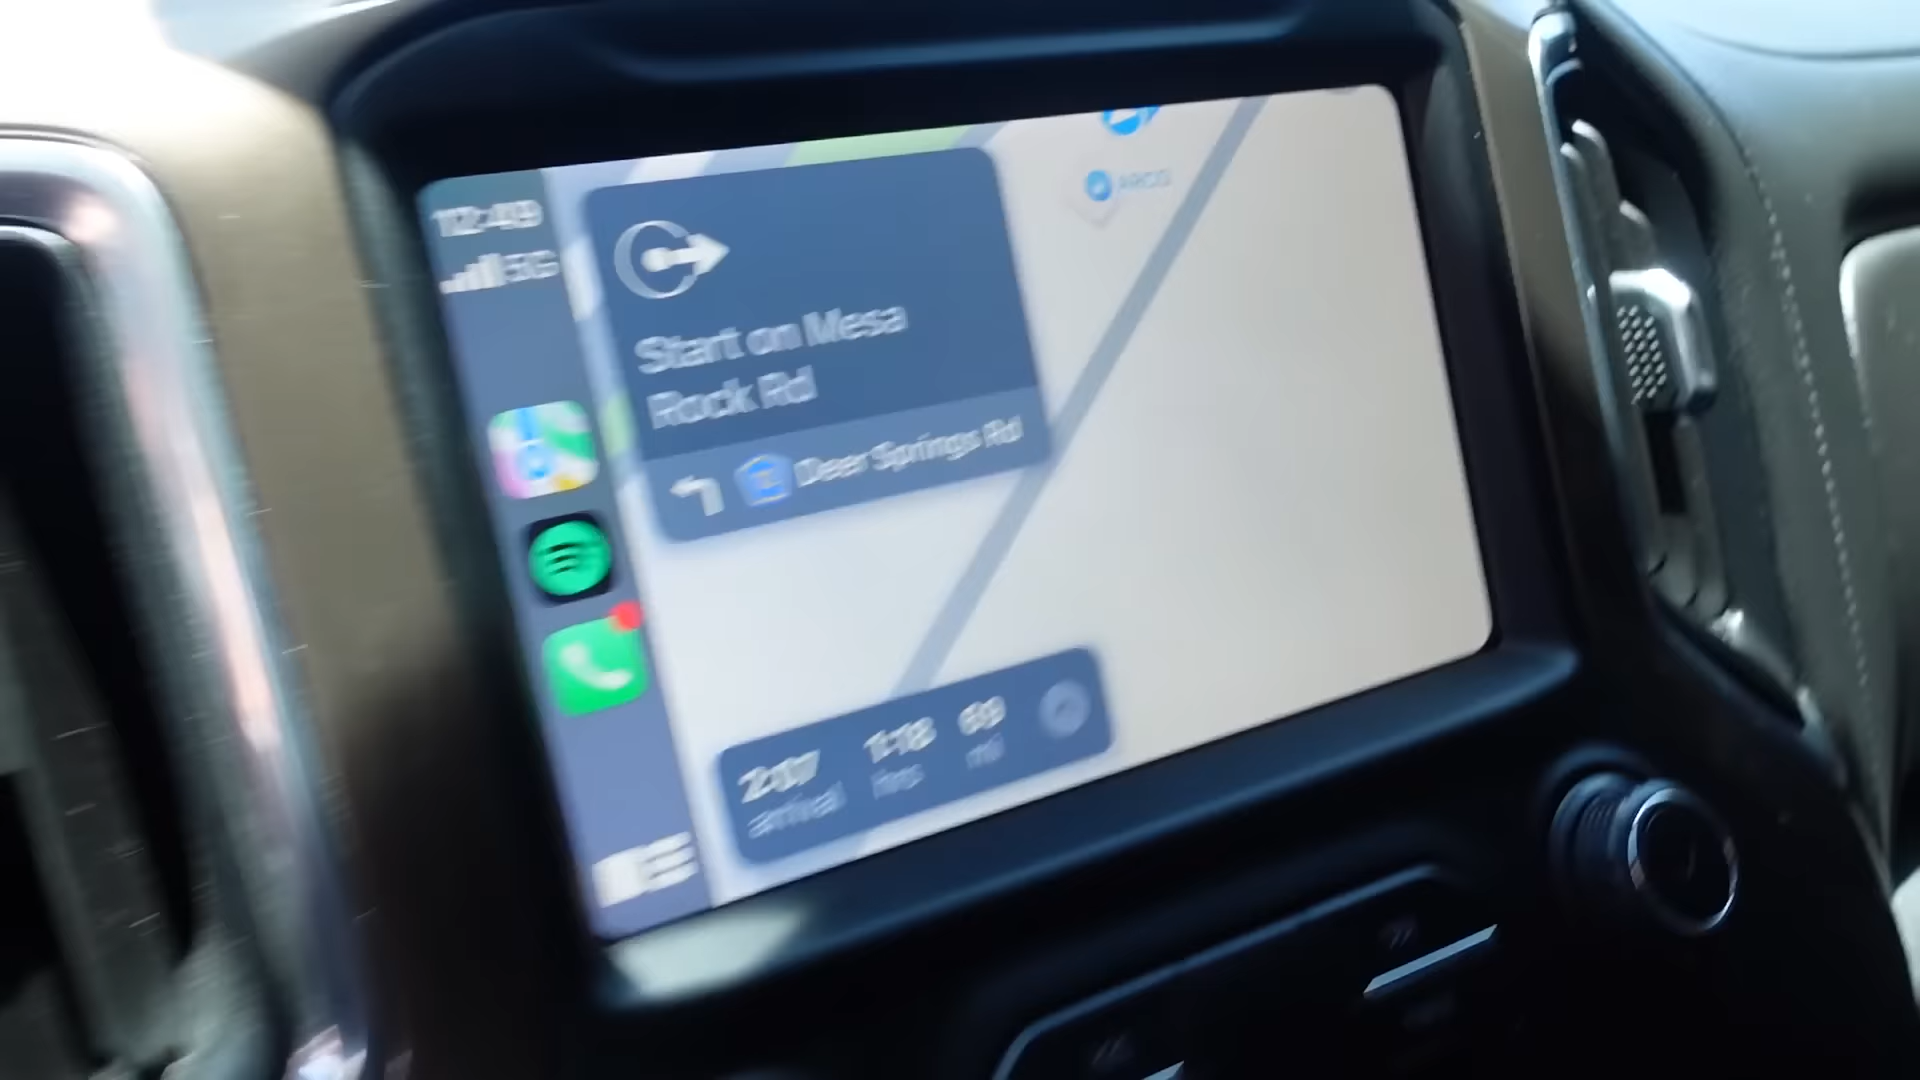 12:49
5G
ARCO
Start on Mesa
Rock Rd
Deer Springs Rd
2:07 1:18 69
arrival hrs mi